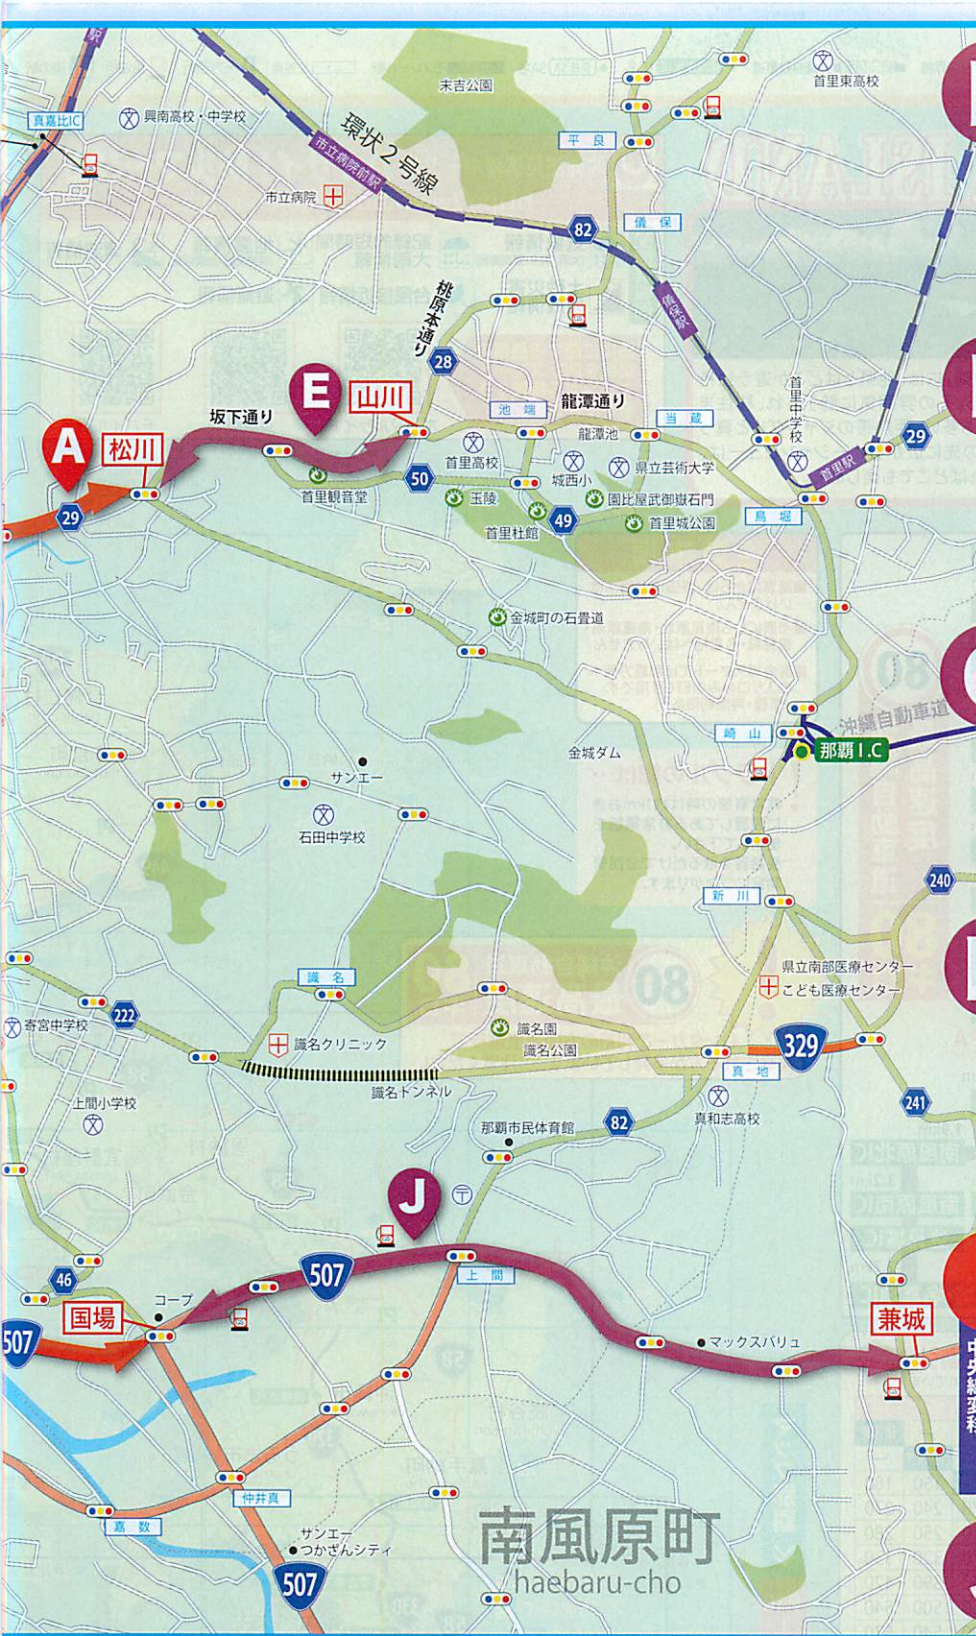 駅
末吉公園
首里東高校
真嘉比IC
興南高校・中学校
環状2号線
平良
市立病院前駅
市立病院
82
儀保
桃原本通り
儀保駅
28
E
山川
坂下通り
池端
龍潭通り
当蔵
首里中学校
A
松川
龍潭池
29
首里高校
県立芸術大学
首里駅
城西小
50
首里観音堂
玉陵
園比屋武御嶽石門
29
49
首里杜館
首里城公園
鳥堀
金城町の石畳道
沖縄自動車道
崎山
那覇I.C
金城ダム
サンエー
石田中学校
240
新川
80
県立南部医療センター
こども医療センター
識名
222
寄宮中学校
識名園
識名クリニック
識名公園
329
真地
識名トンネル
上間小学校
241
真和志高校
82
那覇市民体育館
J
507
上間
46
コープ
国場
507
兼城
マックスバリュ
中央線変移
仲井真
嘉数
サンエー
つかざんシティ
507
南風原町
haebaru-cho